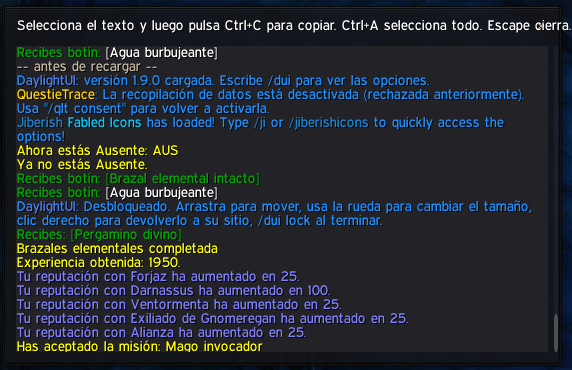 Selecciona el texto y luego pulsa Ctrl+C para copiar. Ctrl+A selecciona todo. Escape cierra.
Recibes botín: [Agua burbujeante]
-- antes de recargar --
DaylightUI: versión 1.9.0 cargada. Escribe /dui para ver las opciones.
QuestieTrace: La recopilación de datos está desactivada (rechazada anteriormente).
Usa "/qlt consent" para volver a activarla.
Jiberish Fabled Icons has loaded! Type /ji or /jiberishicons to quickly access the
options!
Ahora estás Ausente: AUS
Ya no estás Ausente.
Recibes botín: [Brazal elemental intacto]
Recibes botín: [Agua burbujeante]
DaylightUI: Desbloqueado. Arrastra para mover, usa la rueda para cambiar el tamaño,
clic derecho para devolverlo a su sitio, /dui lock al terminar.
Recibes: [Pergamino divino]
Brazales elementales completada
Experiencia obtenida: 1950.
Tu reputación con Forjaz ha aumentado en 25.
Tu reputación con Darnassus ha aumentado en 100.
Tu reputación con Ventormenta ha aumentado en 25.
Tu reputación con Exiliado de Gnomeregan ha aumentado en 25.
Tu reputación con Alianza ha aumentado en 25.
Has aceptado la misión: Mago invocador